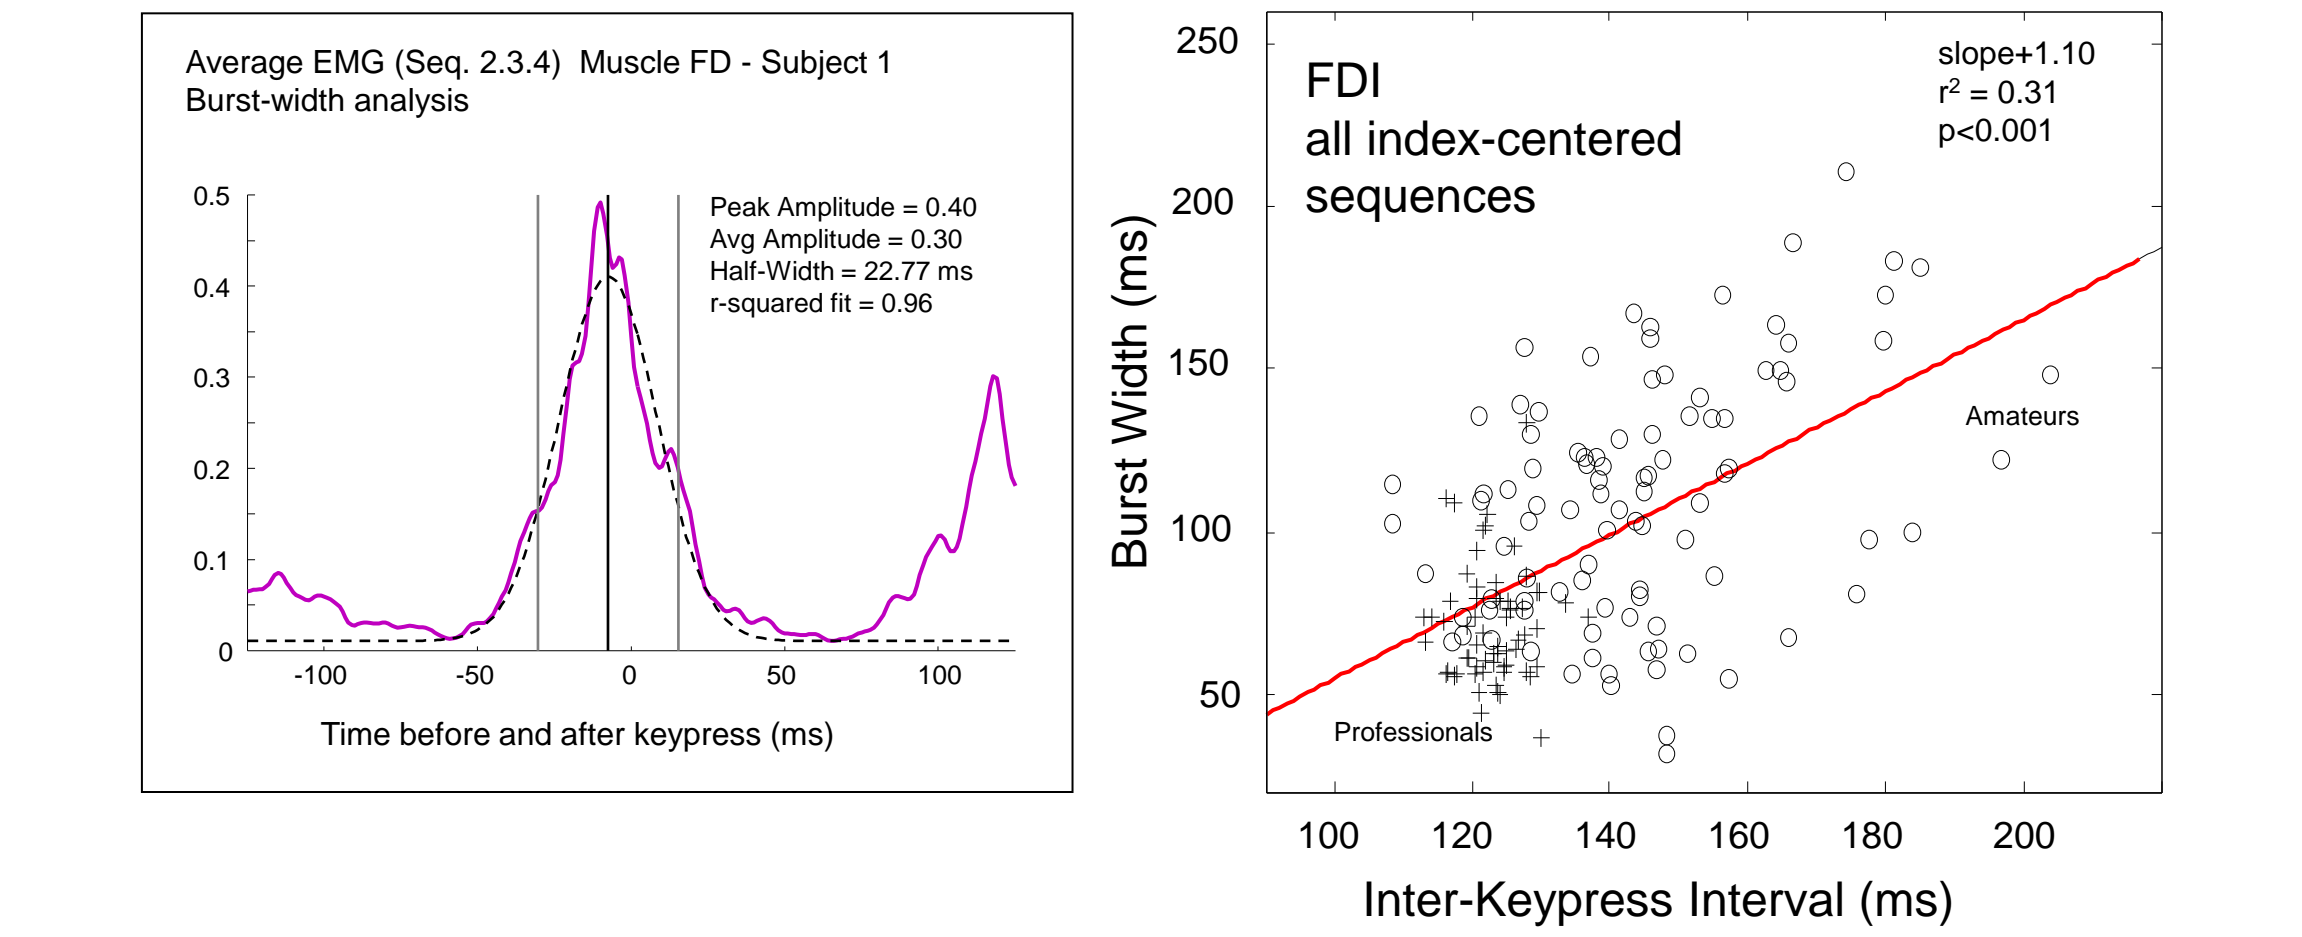 Average EMG (Seq. 2.3.4)  Muscle FD - Subject 1
Burst-width analysis
Peak Amplitude = 0.40
Avg Amplitude = 0.30
Half-Width = 22.77 ms
r-squared fit = 0.96
0.5
0.4
0.3
0.2
0.1
0
-100 -50 0 50 100
Time before and after keypress (ms)
FDI
all index-centered
sequences
slope+1.10
r² = 0.31
p<0.001
Burst Width (ms)
250
200
150
100
50
Amateurs
Professionals
100 120 140 160 180 200
Inter-Keypress Interval (ms)